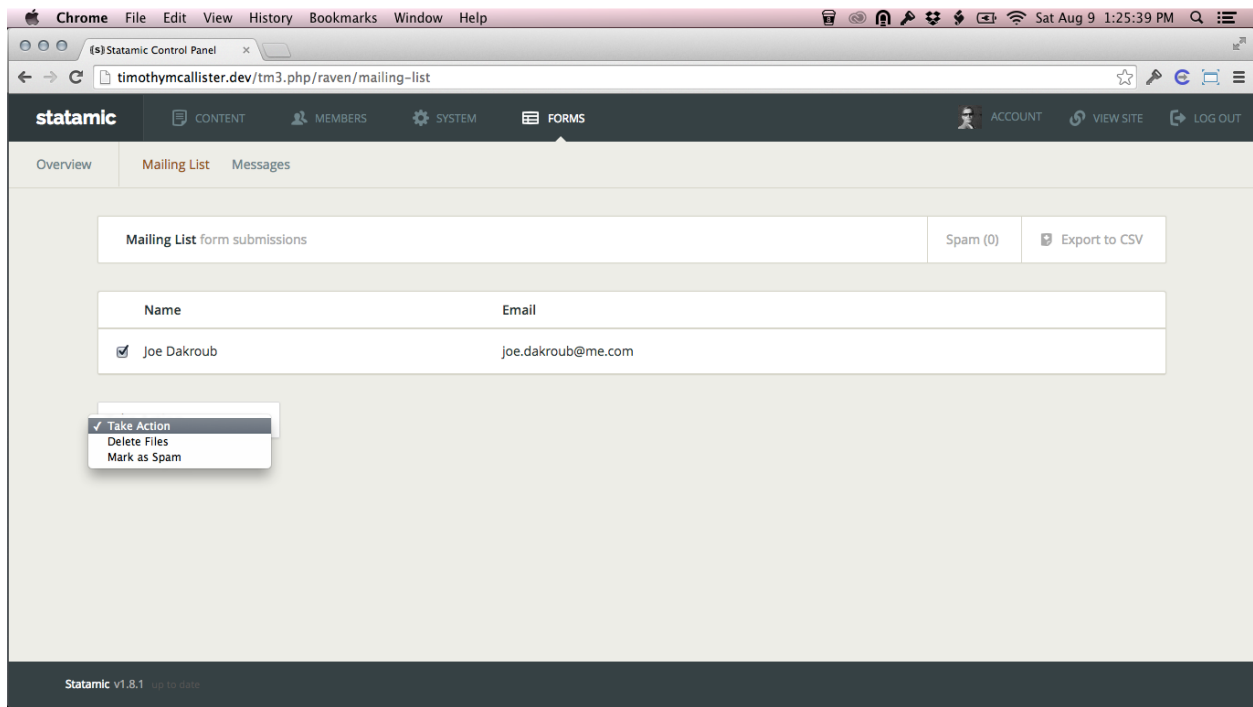 Chrome File Edit View History Bookmarks Window Help Sat Aug 9 1:25:39 PM
{s} Statamic Control Panel ×
timothymcallister.dev/tm3.php/raven/mailing-list
statamic CONTENT MEMBERS SYSTEM FORMS ACCOUNT VIEW SITE LOG OUT
Overview Mailing List Messages
Mailing List form submissions Spam (0) Export to CSV
Name Email
Joe Dakroub joe.dakroub@me.com
✓ Take Action
Delete Files
Mark as Spam
Statamic v1.8.1 up to date